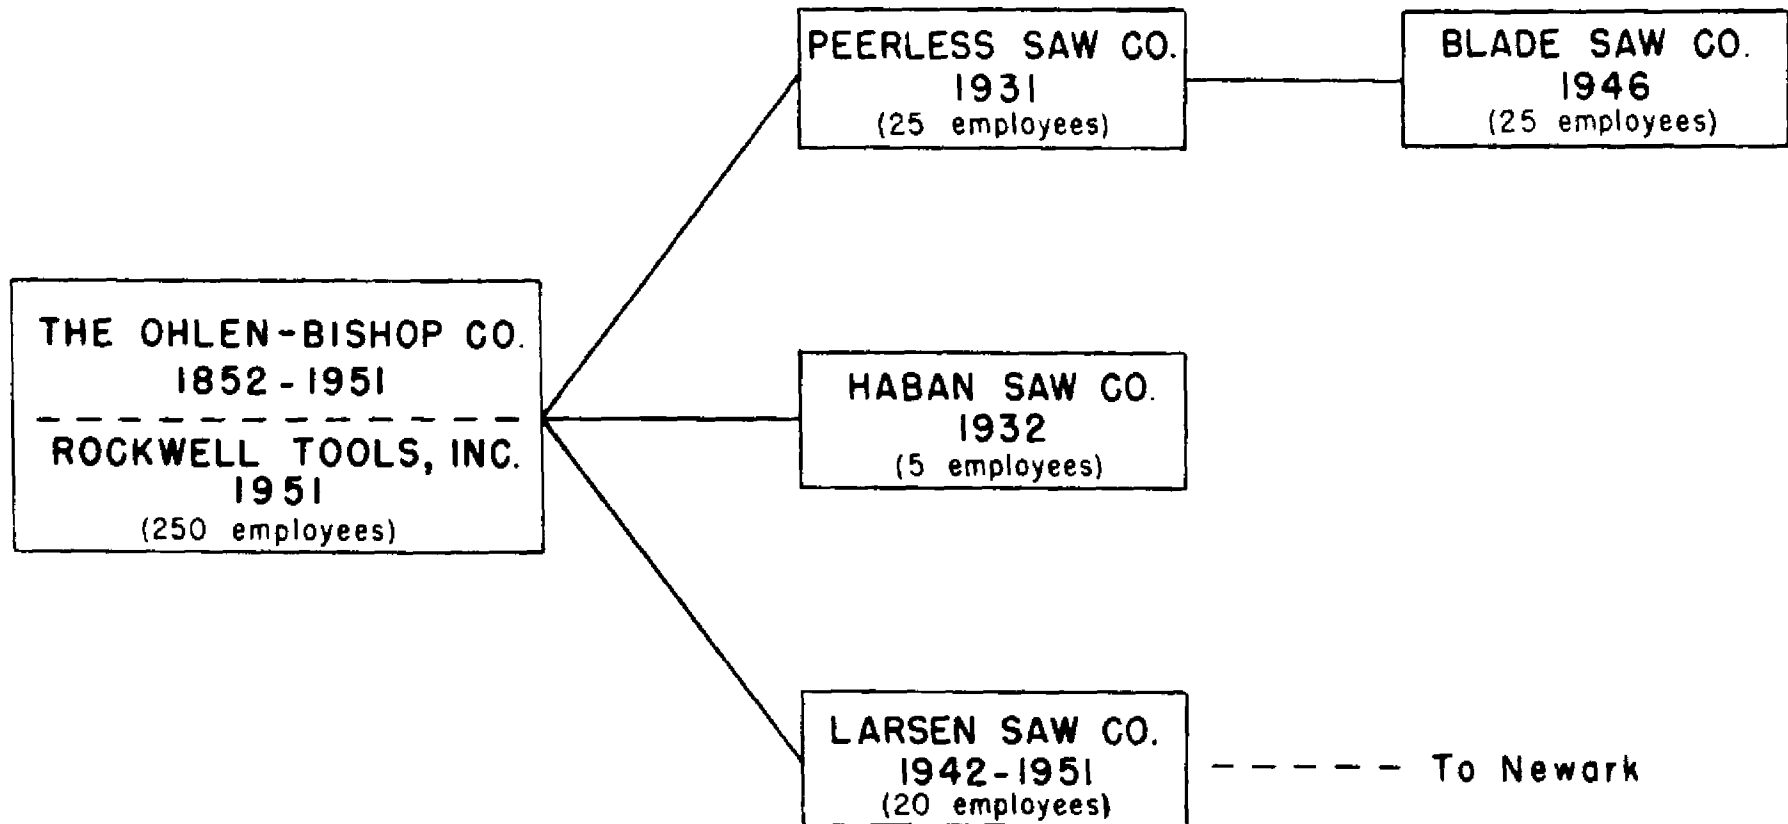 PEERLESS SAW CO.
1931
(25 employees)
BLADE SAW CO.
1946
(25 employees)
THE OHLEN-BISHOP CO.
1852-1951
ROCKWELL TOOLS, INC.
1951
(250 employees)
HABAN SAW CO.
1932
(5 employees)
LARSEN SAW CO.
1942-1951
(20 employees)
To Newark